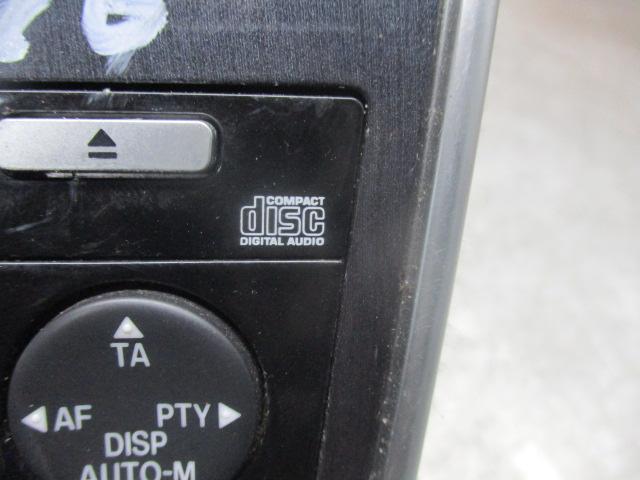 COMPACT
disc
DIGITAL AUDIO
TA
AF PTY
DISP
AUTO-M